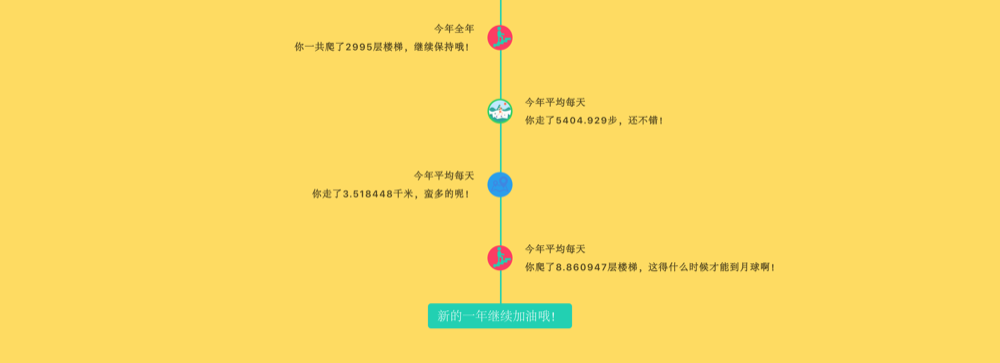 今年全年
你一共爬了2995层楼梯，继续保持哦！
今年平均每天
你走了5404.929步，还不错！
今年平均每天
你走了3.518448千米，蛮多的呢！
今年平均每天
你爬了8.860947层楼梯，这得什么时候才能到月球啊！
新的一年继续加油哦！